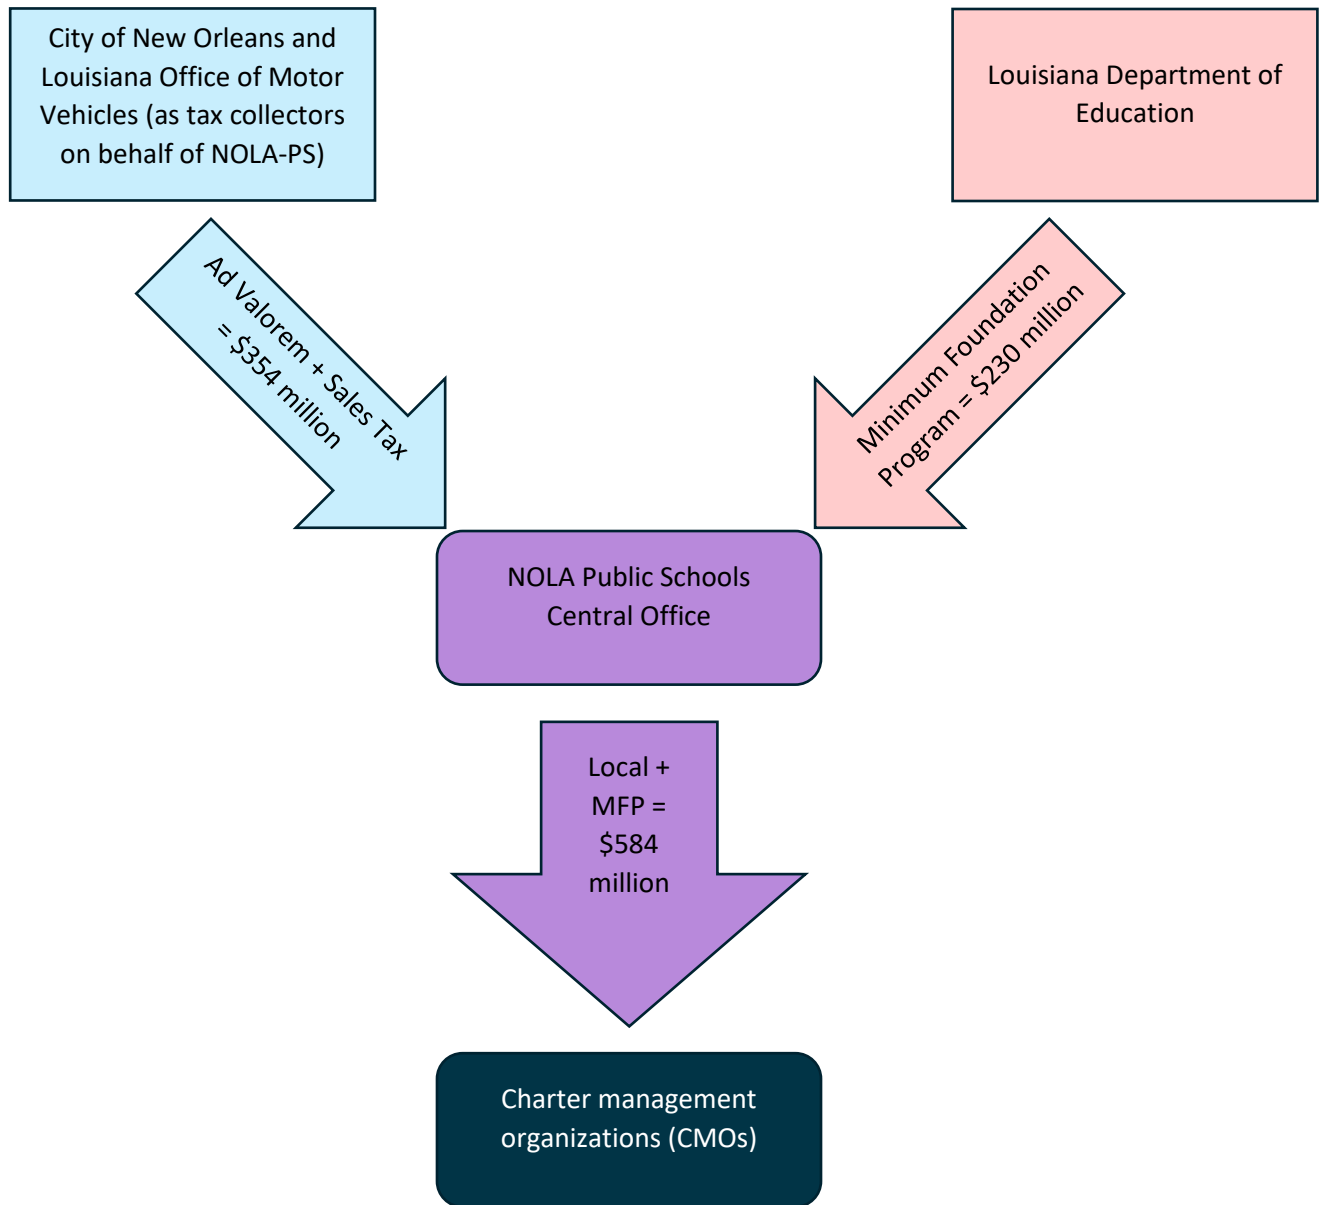 City of New Orleans and
Louisiana Office of Motor
Vehicles (as tax collectors
on behalf of NOLA-PS)
Louisiana Department of
Education
Ad Valorem + Sales Tax
= $354 million
Minimum Foundation
Program = $230 million
NOLA Public Schools
Central Office
Local +
MFP =
$584
million
Charter management
organizations (CMOs)